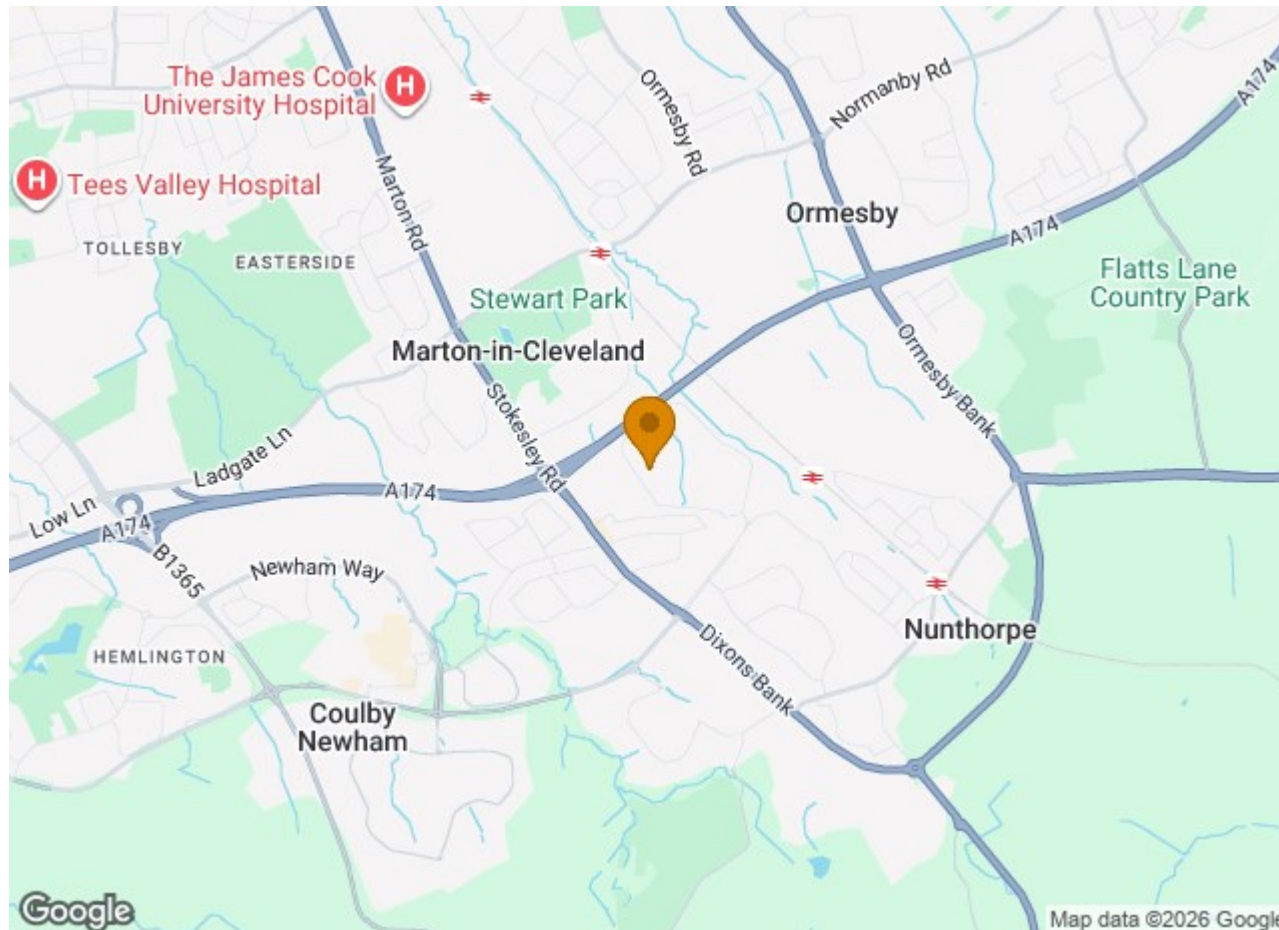 The James Cook
University Hospital
H
H
Tees Valley Hospital
TOLLESBY
EASTERSIDE
Marton Rd
Ormesby Rd
Normanby Rd
A174
Ormesby
A174
Flatts Lane
Country Park
Stewart Park
Marton-in-Cleveland
Stokesley Rd
Ormesby Bank
Ladgate Ln
Low Ln
A174
A174
B1365
Newham Way
HEMLINGTON
Coulby
Newham
Dixons Bank
Nunthorpe
Google
Map data ©2026 Google